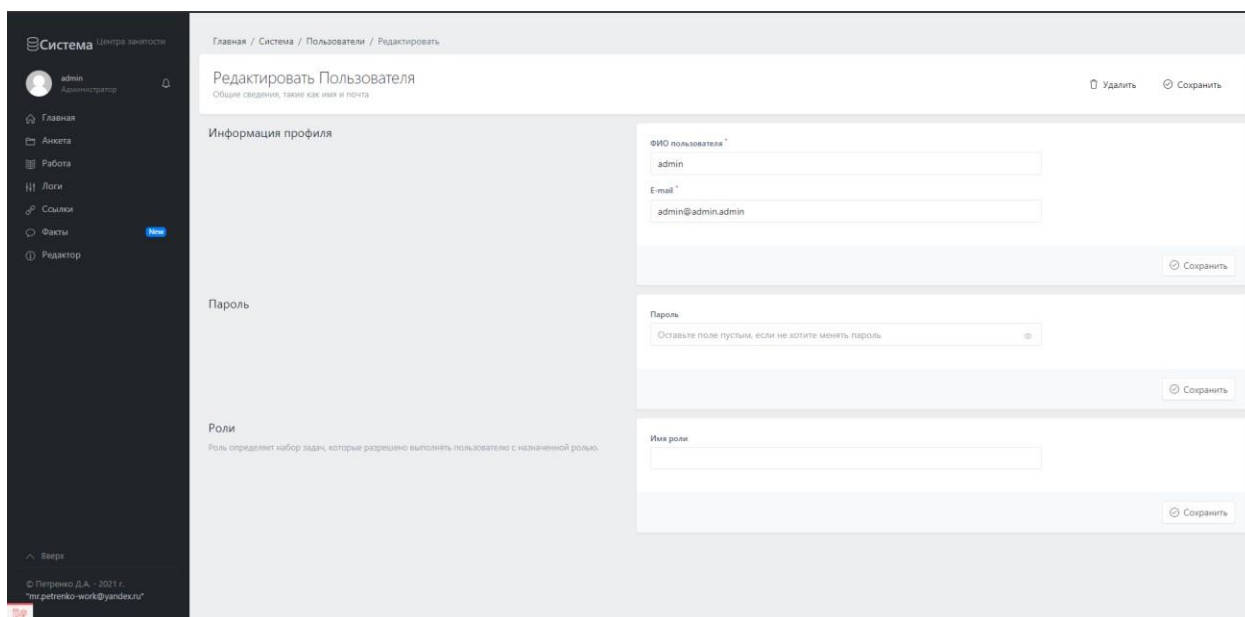 Система Центра занятости
admin
Администратор
Главная
Анкета
Работа
Логи
Ссылки
Факты New
Редактор
Вверх
© Петренко Д.А. - 2021 г.
"mr.petrenko-work@yandex.ru"
Главная / Система / Пользователи / Редактировать
Редактировать Пользователя
Общие сведения, такие как имя и почта
Удалить Сохранить
Информация профиля
ФИО пользователя *
admin
E-mail *
admin@admin.admin
Сохранить
Пароль
Пароль
Оставьте поле пустым, если не хотите менять пароль
Сохранить
Роли
Роль определяет набор задач, которые разрешено выполнять пользователю с назначенной ролью.
Имя роли
Сохранить